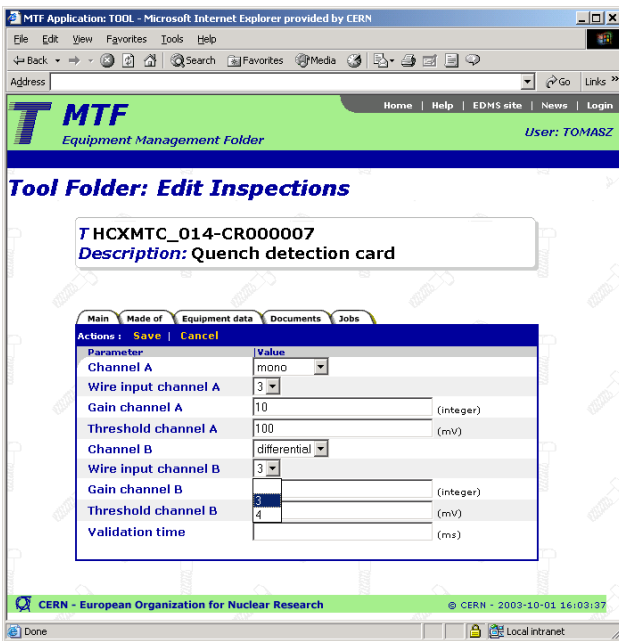 MTF Application: TOOL - Microsoft Internet Explorer provided by CERN
File Edit View Favorites Tools Help
Back Search Favorites Media
Address Go Links »
Home | Help | EDMS site | News | Login
T MTF
Equipment Management Folder
User: TOMASZ
Tool Folder: Edit Inspections
T HCXMTC_014-CR000007
Description: Quench detection card
Main Made of Equipment data Documents Jobs
Actions : Save | Cancel
Parameter |Value
Channel A mono
Wire input channel A 3
Gain channel A 10 (integer)
Threshold channel A 100 (mV)
Channel B differential
Wire input channel B 3
Gain channel B (integer)
3
Threshold channel B 4 (mV)
Validation time (ms)
CERN - European Organization for Nuclear Research © CERN - 2003-10-01 16:03:37
Done Local intranet